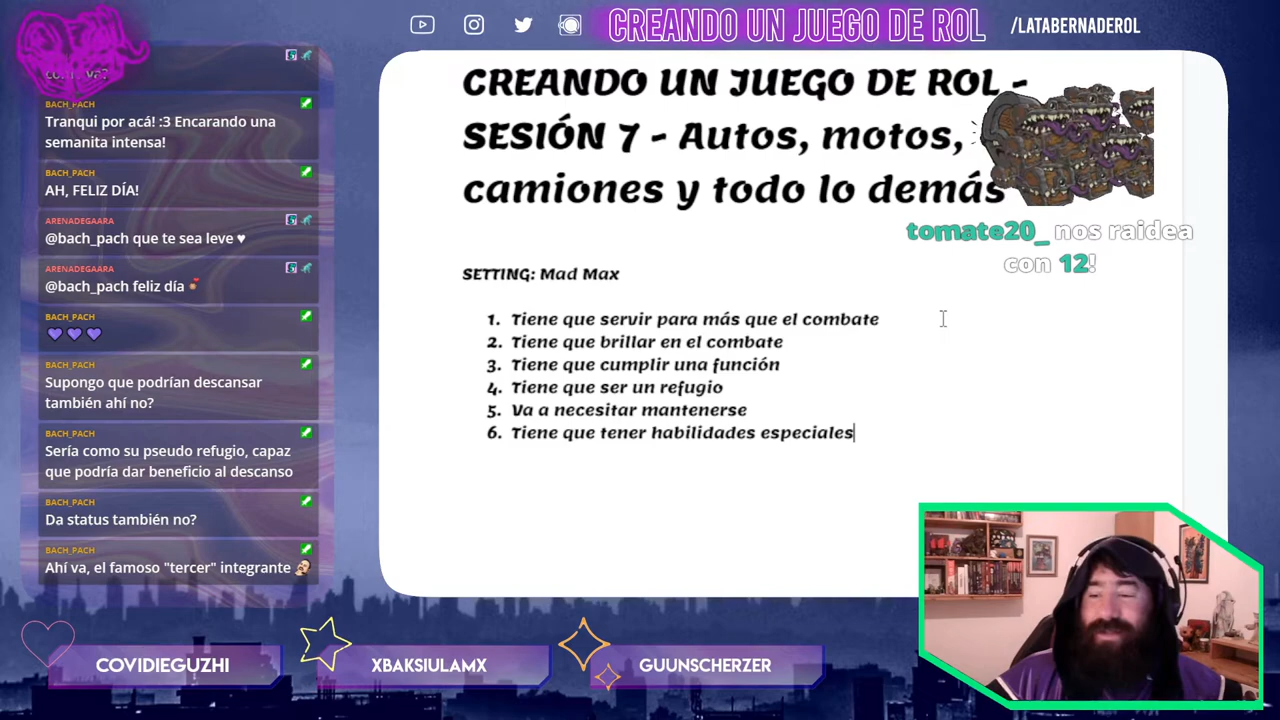 CREANDO UN JUEGO DE ROL
/LATABERNADEROL
BACH_PACH
Tranqui por acá! :3 Encarando una
semanita intensa!
BACH_PACH
AH, FELIZ DÍA!
ARENADEGAARA
@bach_pach que te sea leve ♥
ARENADEGAARA
@bach_pach feliz día
BACH_PACH
BACH_PACH
Supongo que podrían descansar
también ahí no?
BACH_PACH
Sería como su pseudo refugio, capaz
que podría dar beneficio al descanso
BACH_PACH
Da status también no?
BACH_PACH
Ahí va, el famoso "tercer" integrante
CREANDO UN JUEGO DE ROL -
SESIÓN 7 - Autos, motos,
camiones y todo lo demás
tomate20_ nos raidea
con 12!
SETTING: Mad Max
1. Tiene que servir para más que el combate
2. Tiene que brillar en el combate
3. Tiene que cumplir una función
4. Tiene que ser un refugio
5. Va a necesitar mantenerse
6. Tiene que tener habilidades especiales
COVIDIEGUZHI
XBAKSIULAMX
GUUNSCHERZER